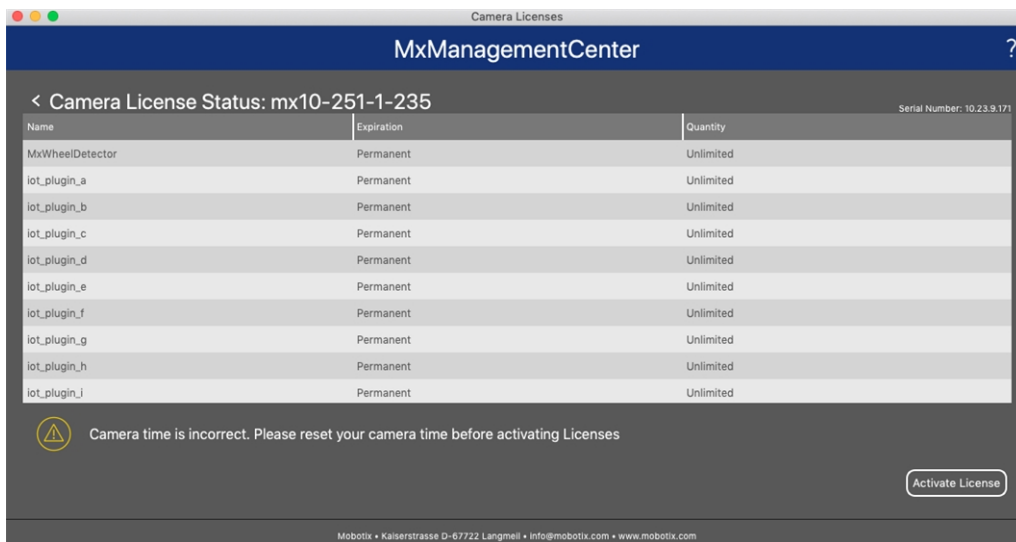 Camera Licenses
MxManagementCenter
?
< Camera License Status: mx10-251-1-235
Serial Number: 10.23.9.171
Name Expiration Quantity
MxWheelDetector Permanent Unlimited
iot_plugin_a Permanent Unlimited
iot_plugin_b Permanent Unlimited
iot_plugin_c Permanent Unlimited
iot_plugin_d Permanent Unlimited
iot_plugin_e Permanent Unlimited
iot_plugin_f Permanent Unlimited
iot_plugin_g Permanent Unlimited
iot_plugin_h Permanent Unlimited
iot_plugin_i Permanent Unlimited
Camera time is incorrect. Please reset your camera time before activating Licenses
Activate License
Mobotix • Kaiserstrasse D-67722 Langmeil • info@mobotix.com • www.mobotix.com